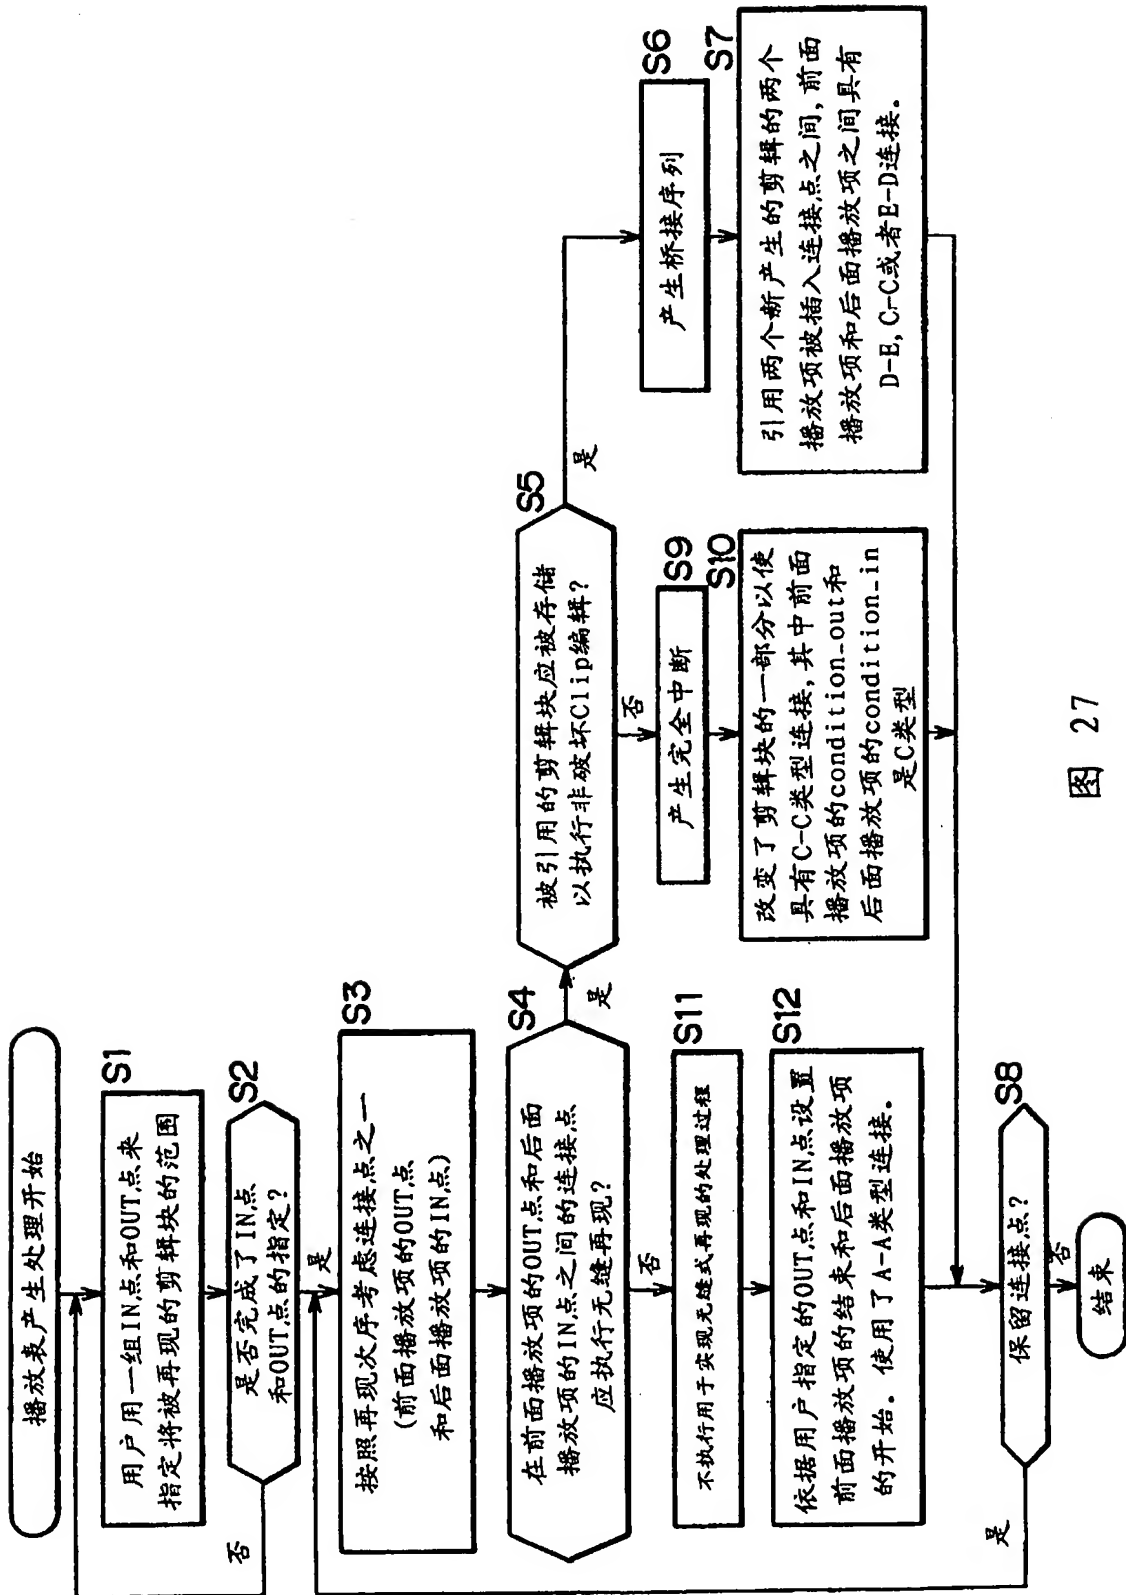 播放表产生处理开始
S1
用户用一组IN点和OUT点来
指定将被再现的剪辑块的范围
S2
是否完成了IN点
和OUT点的指定?
否
是
S3
按照再现次序考虑连接点之一
(前面播放项的OUT点
和后面播放项的IN点)
S4
在前面播放项的OUT点和后面
播放项的IN点之间的连接点
应执行无缝再现?
是
否
S5
被引用的剪辑块应被存储
以执行非破坏Clip编辑?
是
否
S6
产生桥接序列
S7
引用两个新产生的剪辑的两个
播放项被插入连接点之间,前面
播放项和后面播放项之间具有
D-E,C-C或者E-D连接。
S9
产生完全中断
S10
改变了剪辑块的一部分以使
具有C-C类型连接,其中前面
播放项的condition_out和
后面播放项的condition_in
是C类型
S11
不执行用于实现无缝式再现的处理过程
S12
依据用户指定的OUT点和IN点设置
前面播放项的结束和后面播放项
的开始。使用了A-A类型连接。
S8
保留连接点?
是
否
结束
图 27